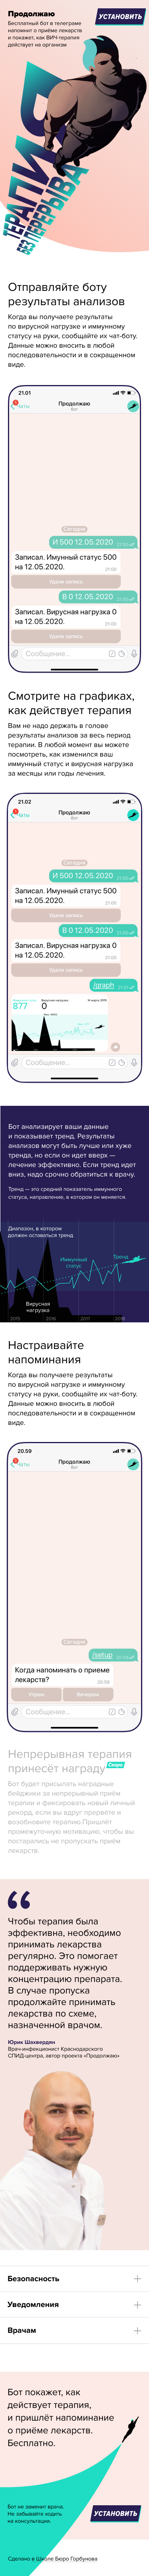 Продолжаю
Бесплатный бот в телеграме
напомнит о приёме лекарств
и покажет, как ВИЧ-терапия
действует на организм
УСТАНОВИТЬ
ТЕРАПИЯ
БЕЗ
ПЕРЕРЫВА
Отправляйте боту
результаты анализов
Когда вы получаете результаты
по вирусной нагрузке и иммунному
статусу на руки, сообщайте их чат-боту.
Данные можно вносить в любой
последовательности и в сокращенном
виде.
21.01
1
Чаты
Продолжаю
бот
Сегодня
И 500 12.05.2020
Записал. Имунный статус 500
на 12.05.2020.
Удали запись
В 0 12.05.2020
Записал. Вирусная нагрузка 0
на 12.05.2020.
Удали запись
Сообщение...
Смотрите на графиках,
как действует терапия
Вам не надо держать в голове
результаты анализов за весь период
терапии. В любой момент вы можете
посмотреть, как изменился ваш
иммунный статус и вирусная нагрузка
за месяцы или годы лечения.
21.02
1
Чаты
Продолжаю
бот
Сегодня
И 500 12.05.2020
Записал. Имунный статус 500
на 12.05.2020.
Удали запись
В 0 12.05.2020
Записал. Вирусная нагрузка 0
на 12.05.2020.
Удали запись
/graph
Вирусная нагрузка
877
0
Сообщение...
Бот анализирует ваши данные
и показывает тренд. Результаты
анализов могут быть лучше или хуже
тренда, но если он идет вверх —
лечение эффективно. Если тренд идет
вниз, надо срочно обратиться к врачу.
Тренд — это средний показатель иммунного
статуса, направление, в котором он меняется.
Диапазон, в котором
должен оставаться тренд
Иммунный
статус
Тренд
Вирусная
нагрузка
2015
2016
2017
2018
Настраивайте
напоминания
Когда вы получаете результаты
по вирусной нагрузке и иммунному
статусу на руки, сообщайте их чат-боту.
Данные можно вносить в любой
последовательности и в сокращенном
виде.
20.59
1
Чаты
Продолжаю
бот
Сегодня
/setup
Когда напоминать о приеме
лекарств?
20:59
Утром
Вечером
Сообщение...
Непрерывная терапия
принесёт награду
Скоро
Бот будет присылать наградные
бейджики за непрерывный приём
терапии и фиксировать новый личный
рекорд, если вы вдруг прервёте и
возобновите терапию.Пришлёт
промежуточную мотивацию, чтобы вы
постарались не пропускать приём
лекарств.
Чтобы терапия была
эффективна, необходимо
принимать лекарства
регулярно. Это помогает
поддерживать нужную
концентрацию препарата.
В случае пропуска
продолжайте принимать
лекарства по схеме,
назначенной врачом.
Юрик Шахвердян
Врач-инфекционист Краснодарского
СПИД-центра, автор проекта «Продолжаю»
Безопасность
Уведомления
Врачам
Бот покажет, как
действует терапия,
и пришлёт напоминание
о приёме лекарств.
Бесплатно.
Бот не заменит врача.
Не забывайте ходить
на консультации.
УСТАНОВИТЬ
Сделано в Школе Бюро Горбунова